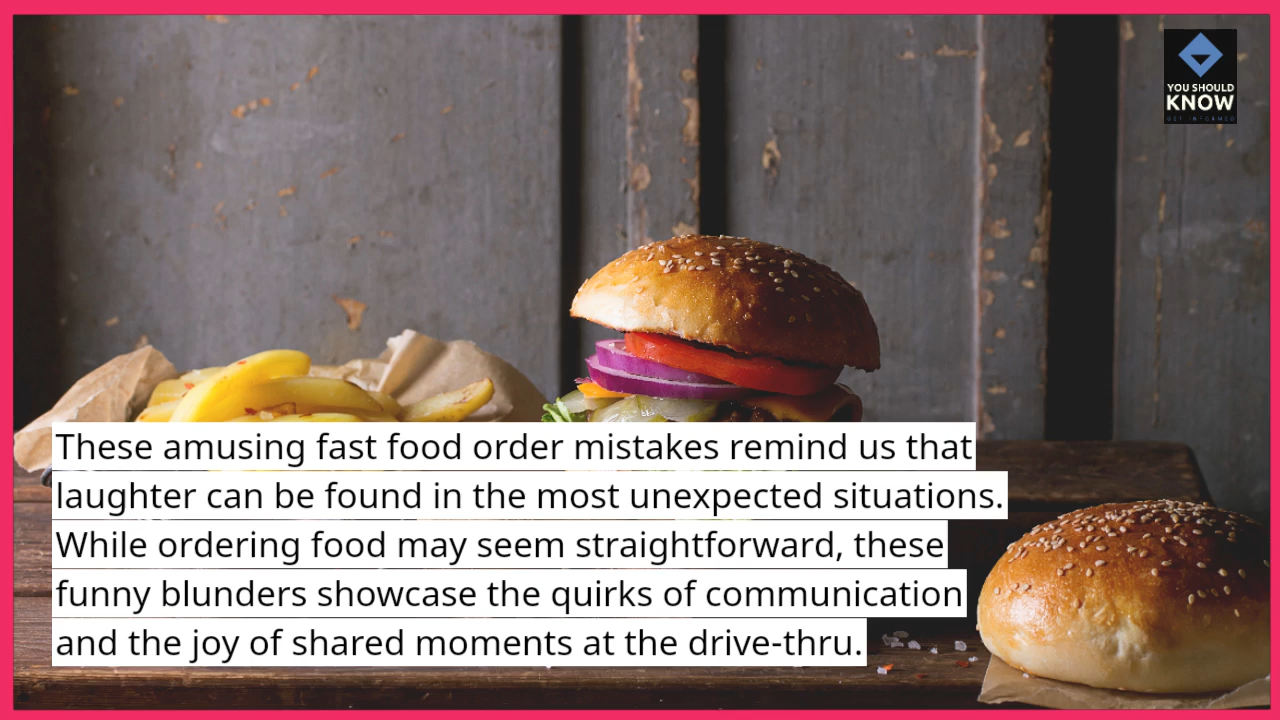 YOU SHOULD
KNOW
GET INFORMED
These amusing fast food order mistakes remind us that
laughter can be found in the most unexpected situations.
While ordering food may seem straightforward, these
funny blunders showcase the quirks of communication
and the joy of shared moments at the drive-thru.